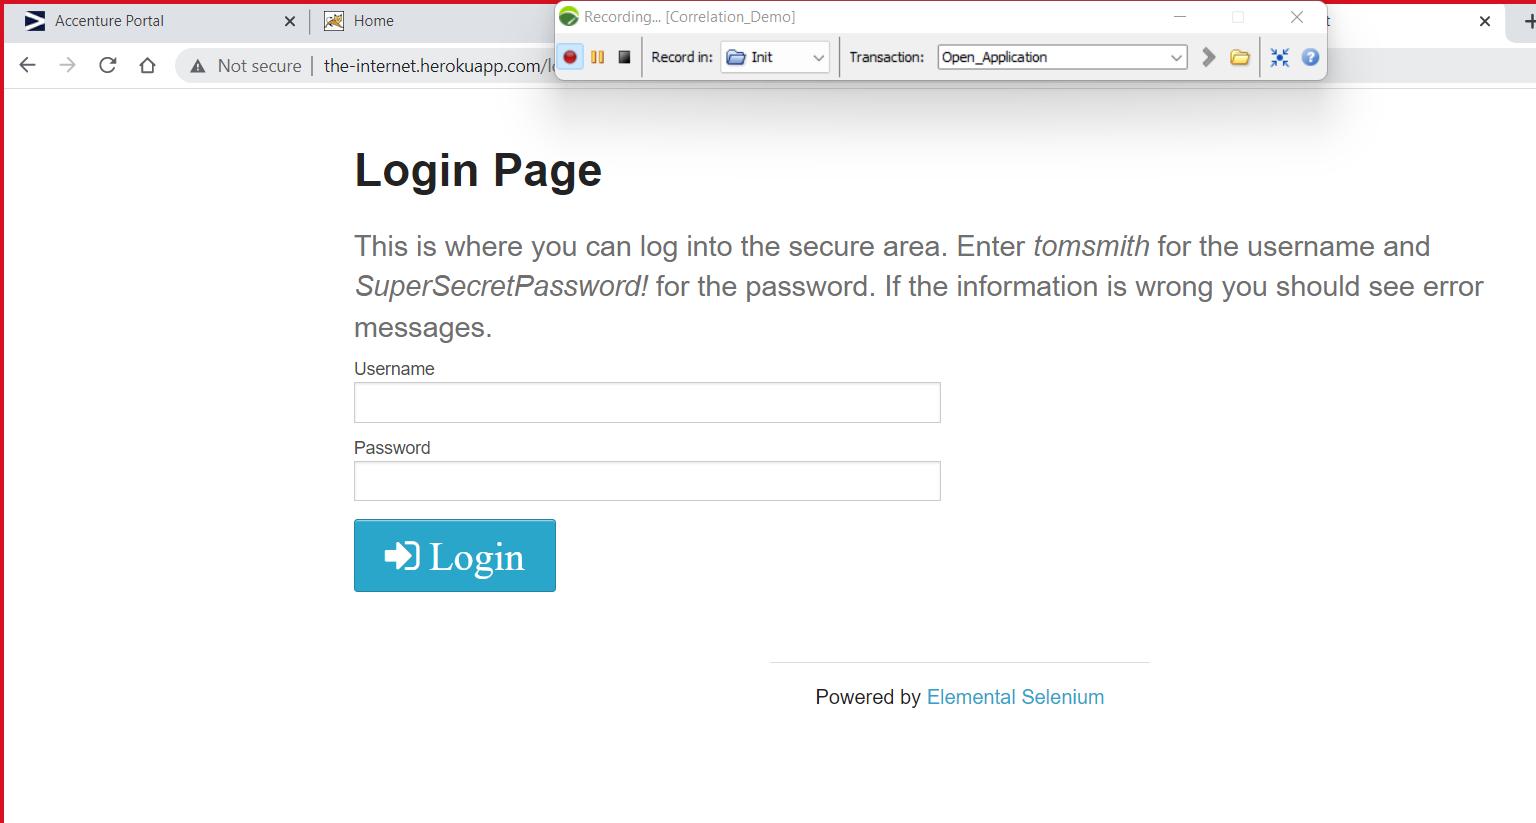 Accenture Portal
Home
Recording... [Correlation_Demo]
Record in:
Init
Transaction:
Open_Application
Not secure
the-internet.herokuapp.com/l
Login Page
This is where you can log into the secure area. Enter tomsmith for the username and
SuperSecretPassword! for the password. If the information is wrong you should see error
messages.
Username
Password
Login
Powered by Elemental Selenium